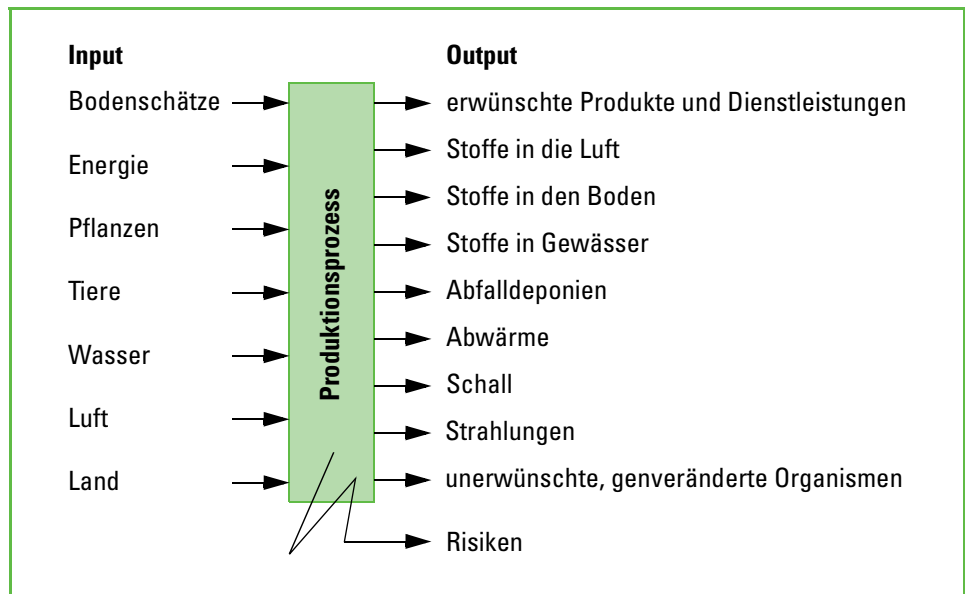 Input
Output
Bodenschätze
erwünschte Produkte und Dienstleistungen
Energie
Stoffe in die Luft
Pflanzen
Stoffe in den Boden
Tiere
Stoffe in Gewässer
Wasser
Abfalldeponien
Luft
Abwärme
Land
Schall
Strahlungen
unerwünschte, genveränderte Organismen
Risiken
Produktionsprozess